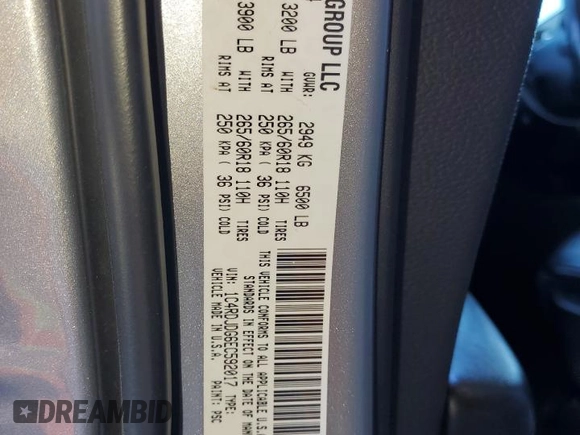 GROUP LLC
GVWR: 2949 KG 6500 LB
3200 LB WITH 265/60R18 110H TIRES
RIMS AT 250 KPA ( 36 PSI) COLD
3900 LB WITH 265/60R18 110H TIRES
RIMS AT 250 KPA ( 36 PSI) COLD
THIS VEHICLE CONFORMS TO ALL APPLICA
STANDARDS IN EFFECT ON THE DATE OF MAN
VIN: 1C4RDJDG6EC592017 TYPE:
VEHICLE MADE IN U.S.A. PAINT: PSC
DREAMBID